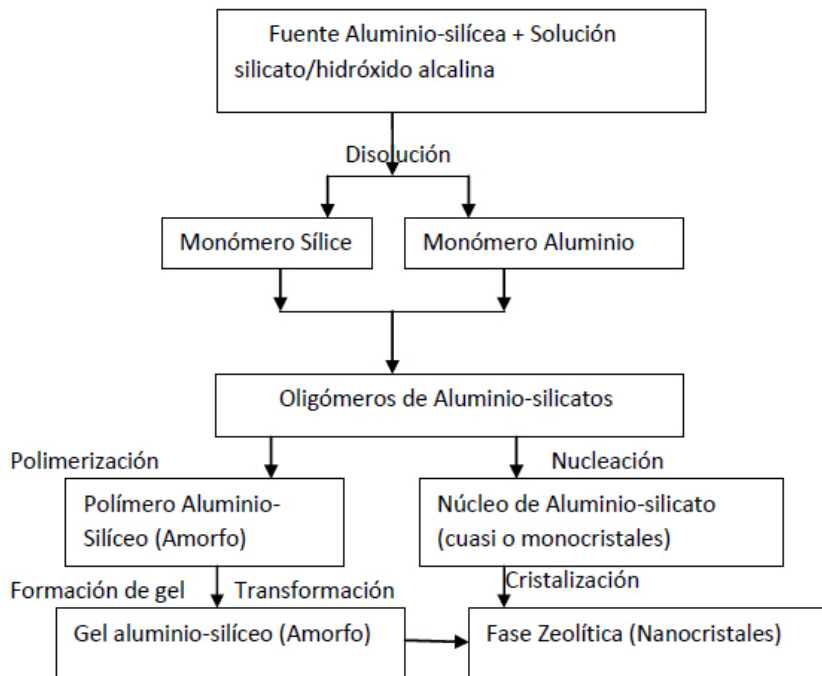 Fuente Aluminio-silícea + Solución
silicato/hidróxido alcalina
Disolución
Monómero Sílice
Monómero Aluminio
Oligómeros de Aluminio-silicatos
Polimerización
Nucleación
Polímero Aluminio-
Silíceo (Amorfo)
Núcleo de Aluminio-silicato
(cuasi o monocristales)
Formación de gel
Transformación
Cristalización
Gel aluminio-silíceo (Amorfo)
Fase Zeolítica (Nanocristales)